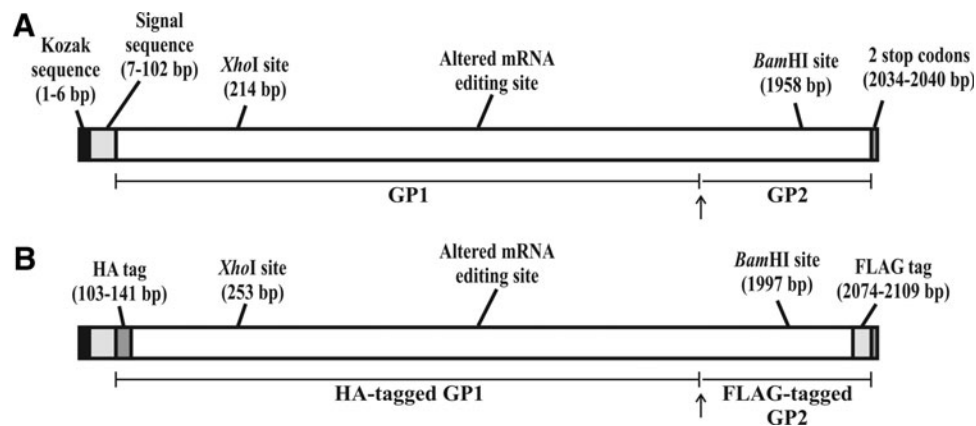 A
Kozak
sequence
(1-6 bp)
Signal
sequence
(7-102 bp)
XhoI site
(214 bp)
Altered mRNA
editing site
BamHI site
(1958 bp)
2 stop codons
(2034-2040 bp)
GP1
GP2
B
HA tag
(103-141 bp)
XhoI site
(253 bp)
Altered mRNA
editing site
BamHI site
(1997 bp)
FLAG tag
(2074-2109 bp)
HA-tagged GP1
FLAG-tagged
GP2